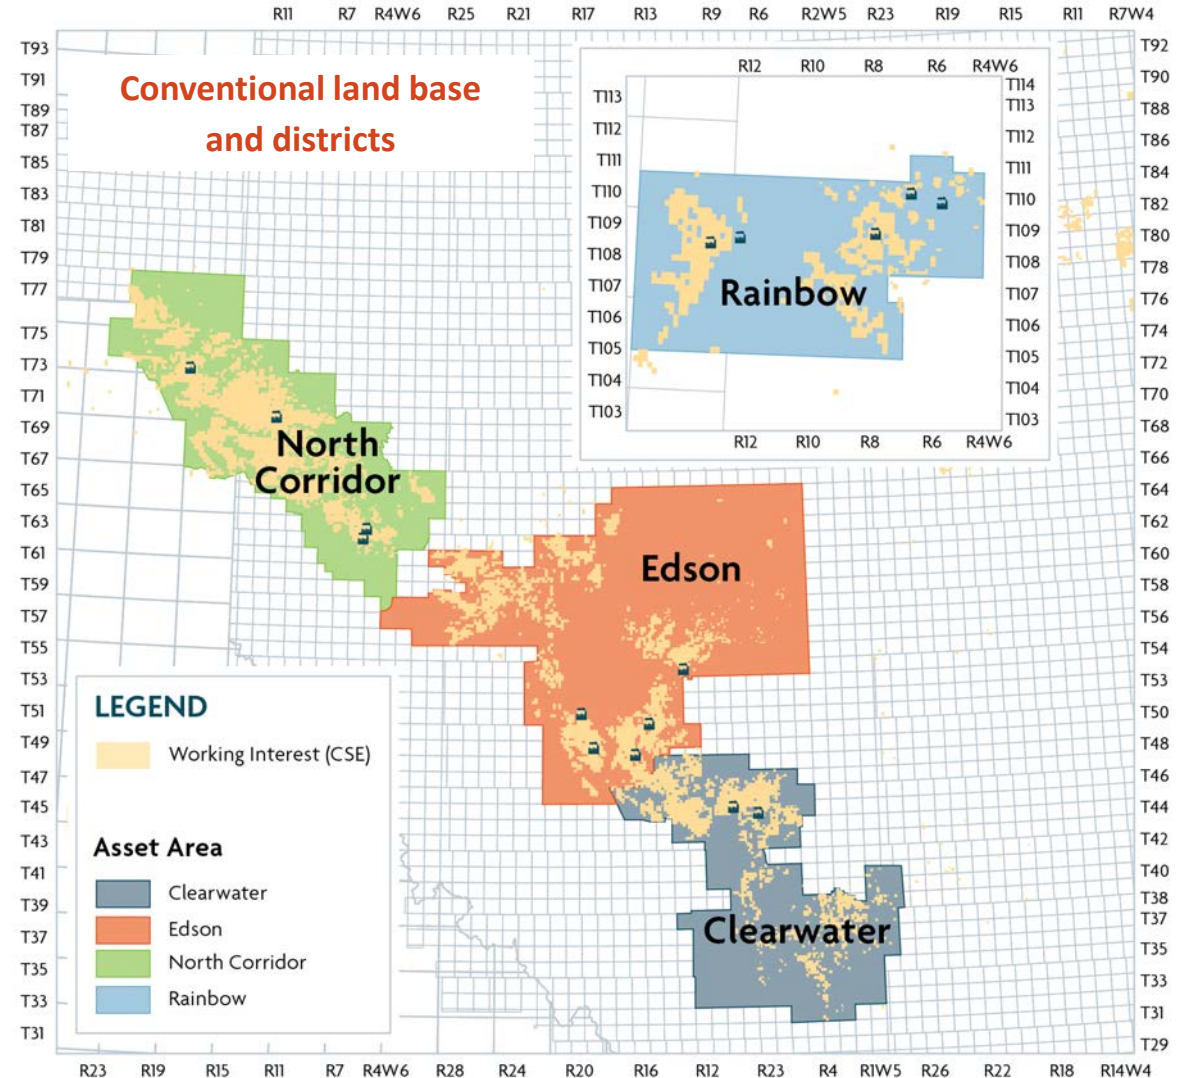 R11 R7 R4W6 R25 R21 R17 R13 R9 R6 R2W5 R23 R19 R15 R11 R7W4
Conventional land base
and districts
T93
T91
T89
T87
T85
T83
T81
T79
T77
T75
T73
T71
T69
T67
T65
T63
T61
T59
T57
T55
T53
T51
T49
T47
T45
T43
T41
T39
T37
T35
T33
T31
R12 R10 R8 R6 R4W6
T113
T112
T111
T110
T109
T108
T107
T106
T105
T104
T103
Rainbow
T114
T113
T112
T111
T110
T109
T108
T107
T106
T105
T104
T103
R12 R10 R8 R6 R4W6
T92
T90
T88
T86
T84
T82
T80
T78
T76
T74
T72
T70
T68
T66
T64
T62
T60
T58
T56
T54
T53
T50
T48
T46
T44
T42
T40
T38
T37
T35
T33
T31
T29
North
Corridor
Edson
Clearwater
LEGEND
Working Interest (CSE)
Asset Area
Clearwater
Edson
North Corridor
Rainbow
R23 R19 R15 R11 R7 R4W6 R28 R24 R20 R16 R12 R23 R4 R1W5 R26 R22 R18 R14W4